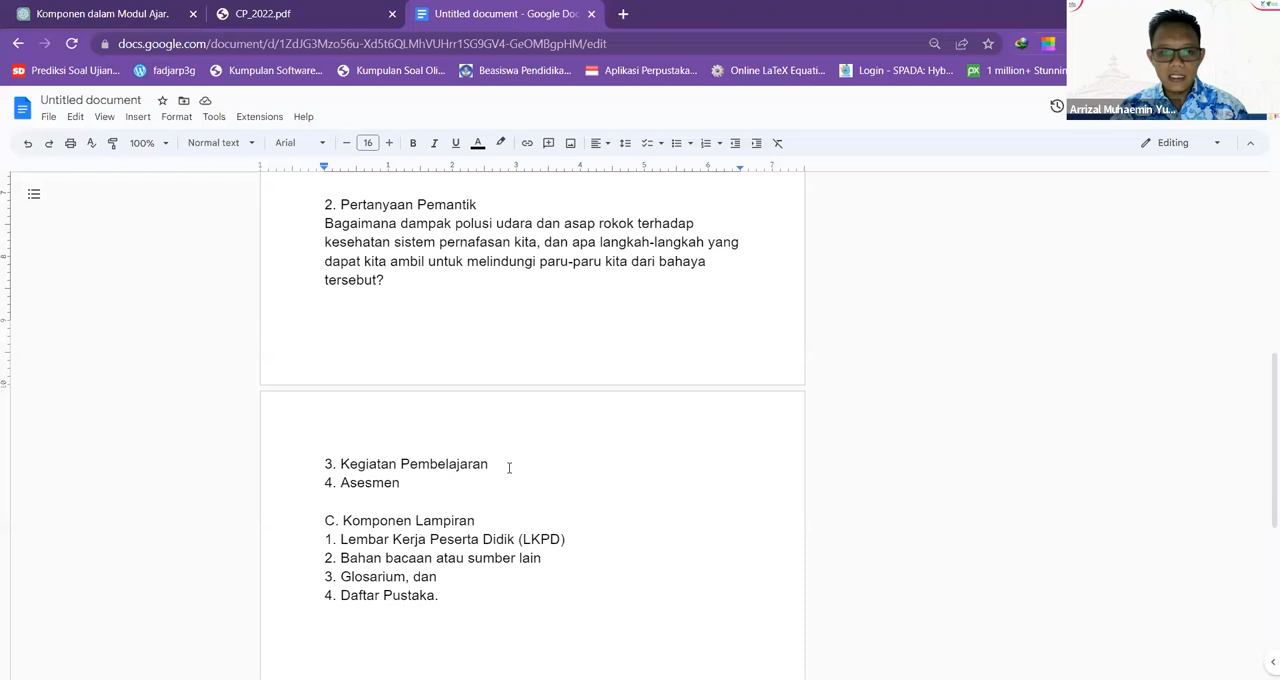 Komponen dalam Modul Ajar.
CP_2022.pdf
Untitled document - Google Doc
docs.google.com/document/d/1ZdJG3Mzo56u-Xd5t6QLMhVUHrr1SG9GV4-GeOMBgpHM/edit
Prediksi Soal Ujian...
fadjarp3g
Kumpulan Software...
Kumpulan Soal Oli...
Beasiswa Pendidika...
Aplikasi Perpustaka...
Online LaTeX Equati...
Login - SPADA: Hyb...
1 million+ Stunnin
Arrizal Muhaemin Yu...
Untitled document
File Edit View Insert Format Tools Extensions Help
100% Normal text Arial 16 Editing
2. Pertanyaan Pemantik
Bagaimana dampak polusi udara dan asap rokok terhadap
kesehatan sistem pernafasan kita, dan apa langkah-langkah yang
dapat kita ambil untuk melindungi paru-paru kita dari bahaya
tersebut?
3. Kegiatan Pembelajaran
4. Asesmen
C. Komponen Lampiran
1. Lembar Kerja Peserta Didik (LKPD)
2. Bahan bacaan atau sumber lain
3. Glosarium, dan
4. Daftar Pustaka.